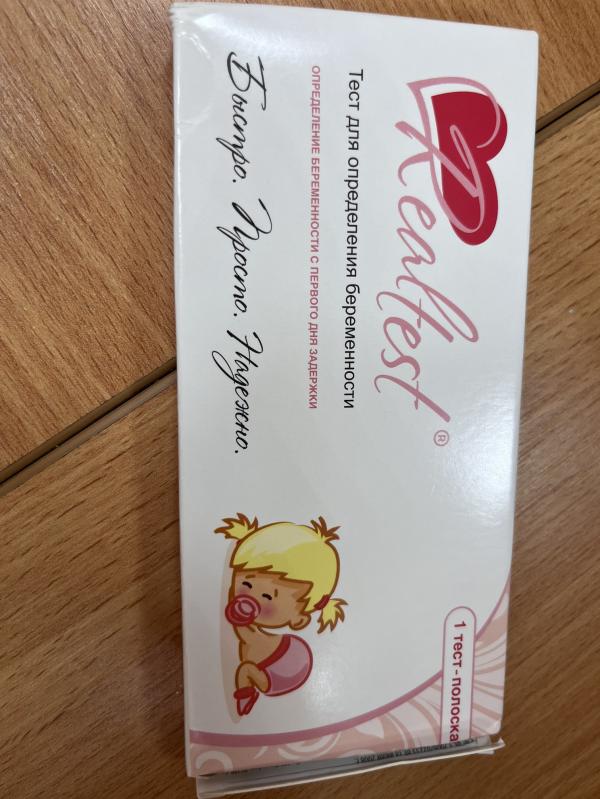 Realtest®
Тест для определения беременности
ОПРЕДЕЛЕНИЕ БЕРЕМЕННОСТИ С ПЕРВОГО ДНЯ ЗАДЕРЖКИ
Быстро. Просто. Надежно.
1 тест-полоска